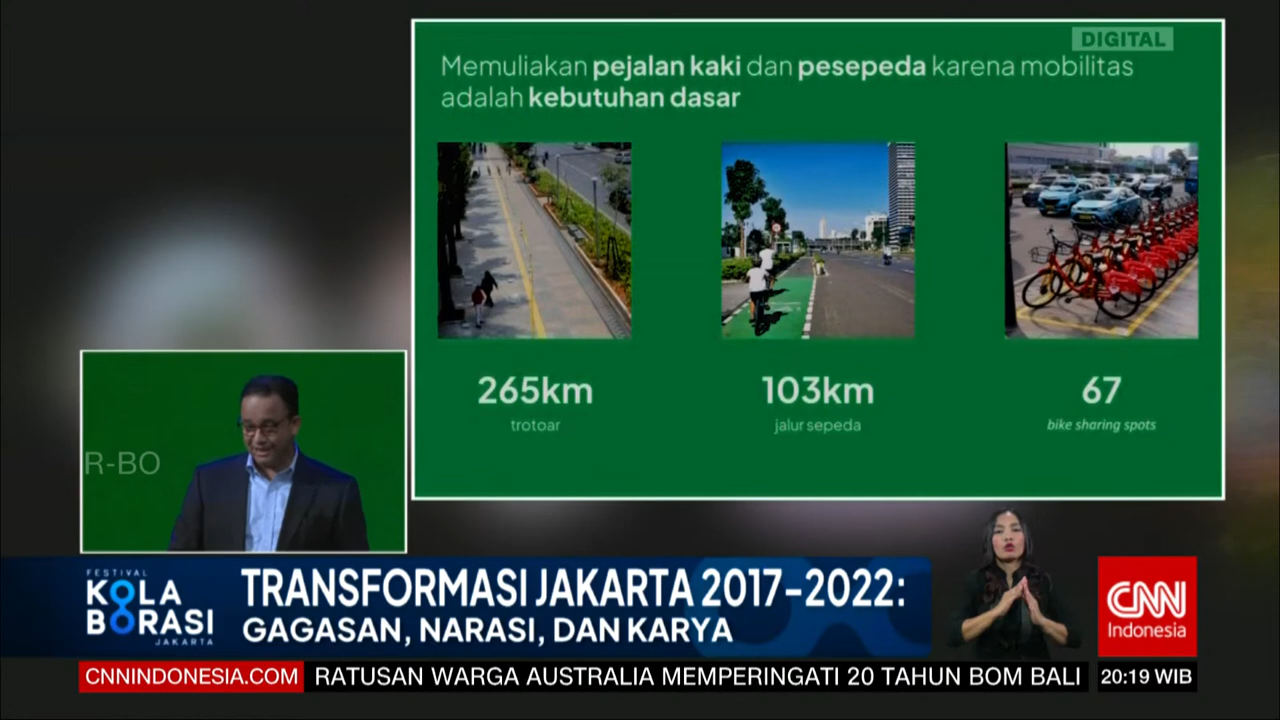 DIGITAL
Memuliakan pejalan kaki dan pesepeda karena mobilitas
adalah kebutuhan dasar
265km
trotoar
103km
jalur sepeda
67
bike sharing spots
R-BO
FESTIVAL
KOLA
BORASI
JAKARTA
TRANSFORMASI JAKARTA 2017-2022:
GAGASAN, NARASI, DAN KARYA
CNN
Indonesia
CNNINDONESIA.COM
RATUSAN WARGA AUSTRALIA MEMPERINGATI 20 TAHUN BOM BALI
20:19 WIB